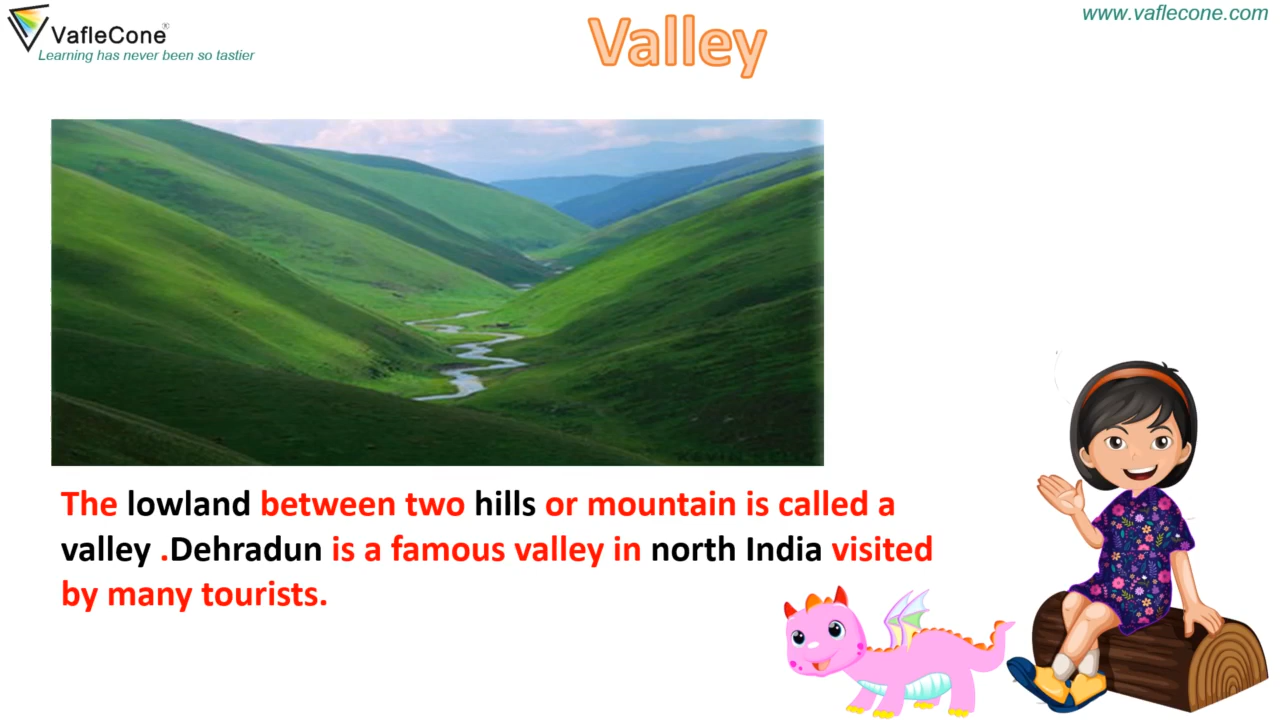 VafleCone®
Learning has never been so tastier
Valley
www.vaflecone.com
The lowland between two hills or mountain is called a
valley .Dehradun is a famous valley in north India visited
by many tourists.